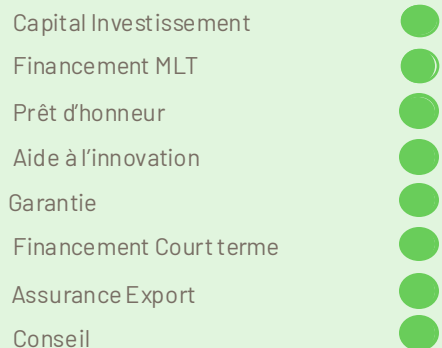 Capital Investissement
Financement MLT
Prêt d’honneur
Aide à l’innovation
Garantie
Financement Court terme
Assurance Export
Conseil